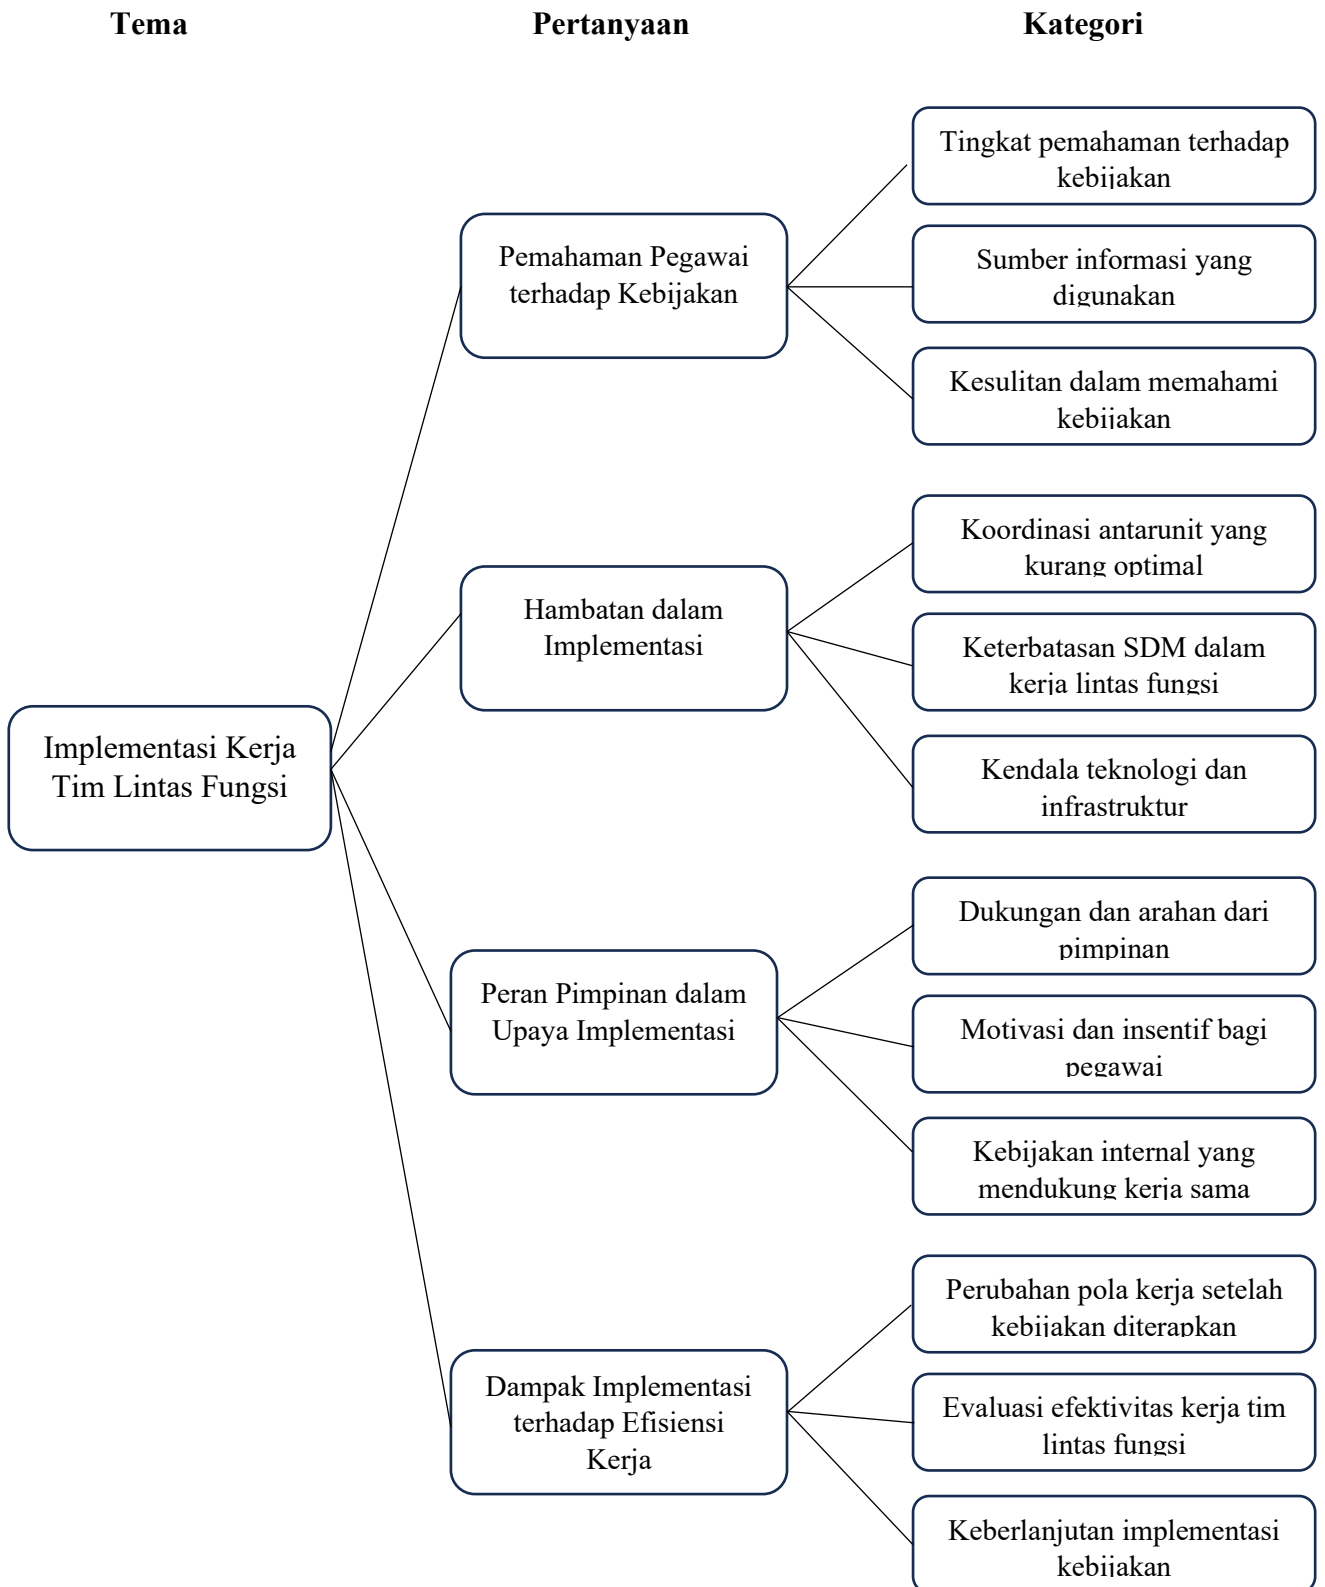 Tema
Pertanyaan
Kategori
Implementasi Kerja
Tim Lintas Fungsi
Pemahaman Pegawai
terhadap Kebijakan
Tingkat pemahaman terhadap
kebijakan
Sumber informasi yang
digunakan
Kesulitan dalam memahami
kebijakan
Hambatan dalam
Implementasi
Koordinasi antarunit yang
kurang optimal
Keterbatasan SDM dalam
kerja lintas fungsi
Kendala teknologi dan
infrastruktur
Peran Pimpinan dalam
Upaya Implementasi
Dukungan dan arahan dari
pimpinan
Motivasi dan insentif bagi
pegawai
Kebijakan internal yang
mendukung kerja sama
Dampak Implementasi
terhadap Efisiensi
Kerja
Perubahan pola kerja setelah
kebijakan diterapkan
Evaluasi efektivitas kerja tim
lintas fungsi
Keberlanjutan implementasi
kebijakan